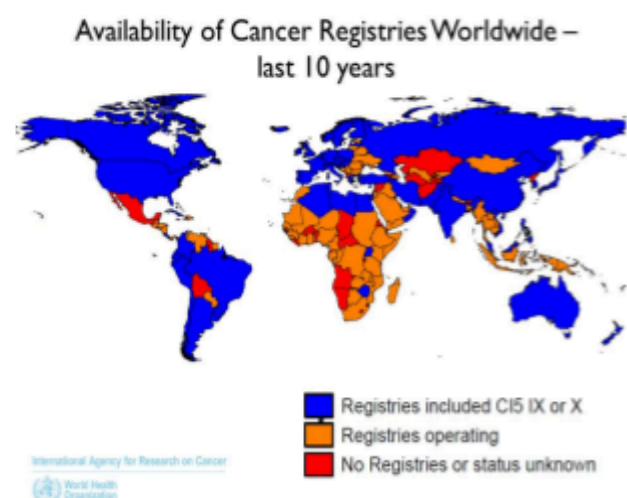 Availability of Cancer Registries Worldwide –
last 10 years
Registries included CI5 IX or X
Registries operating
No Registries or status unknown
International Agency for Research on Cancer
World Health
Organization